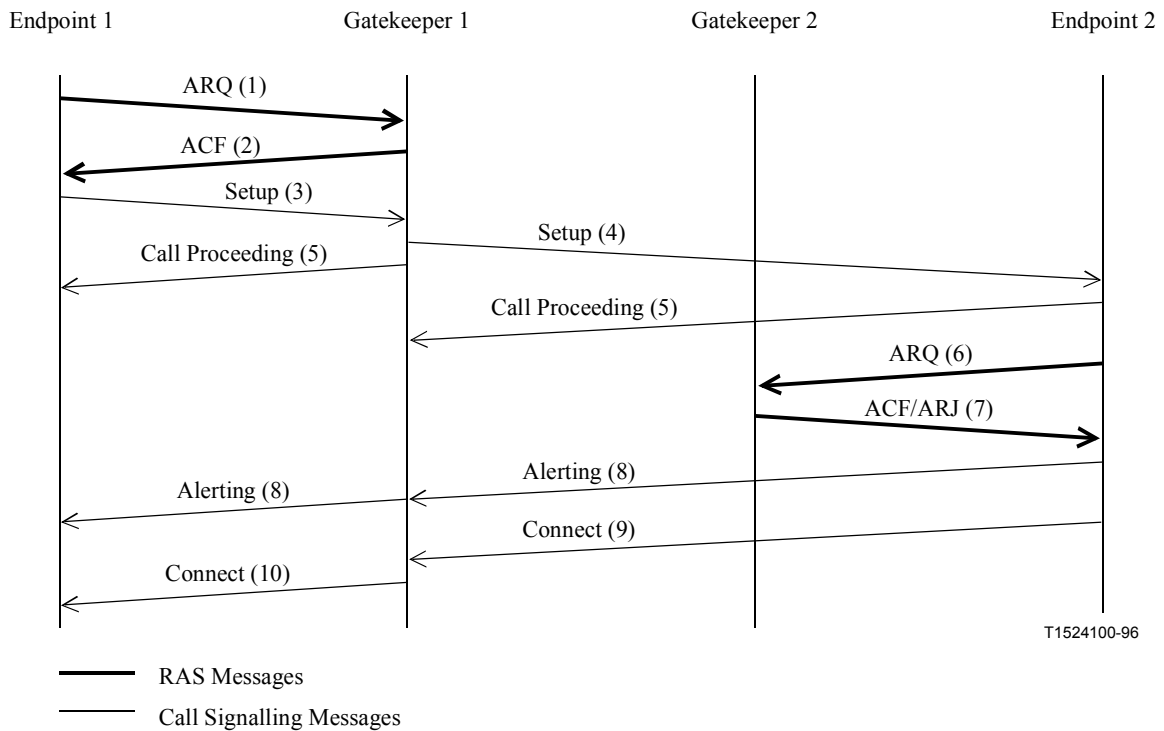 Endpoint 1
Gatekeeper 1
Gatekeeper 2
Endpoint 2
ARQ (1)
ACF (2)
Setup (3)
Setup (4)
Call Proceeding (5)
Call Proceeding (5)
ARQ (6)
ACF/ARJ (7)
Alerting (8)
Alerting (8)
Connect (9)
Connect (10)
T1524100-96
RAS Messages
Call Signalling Messages